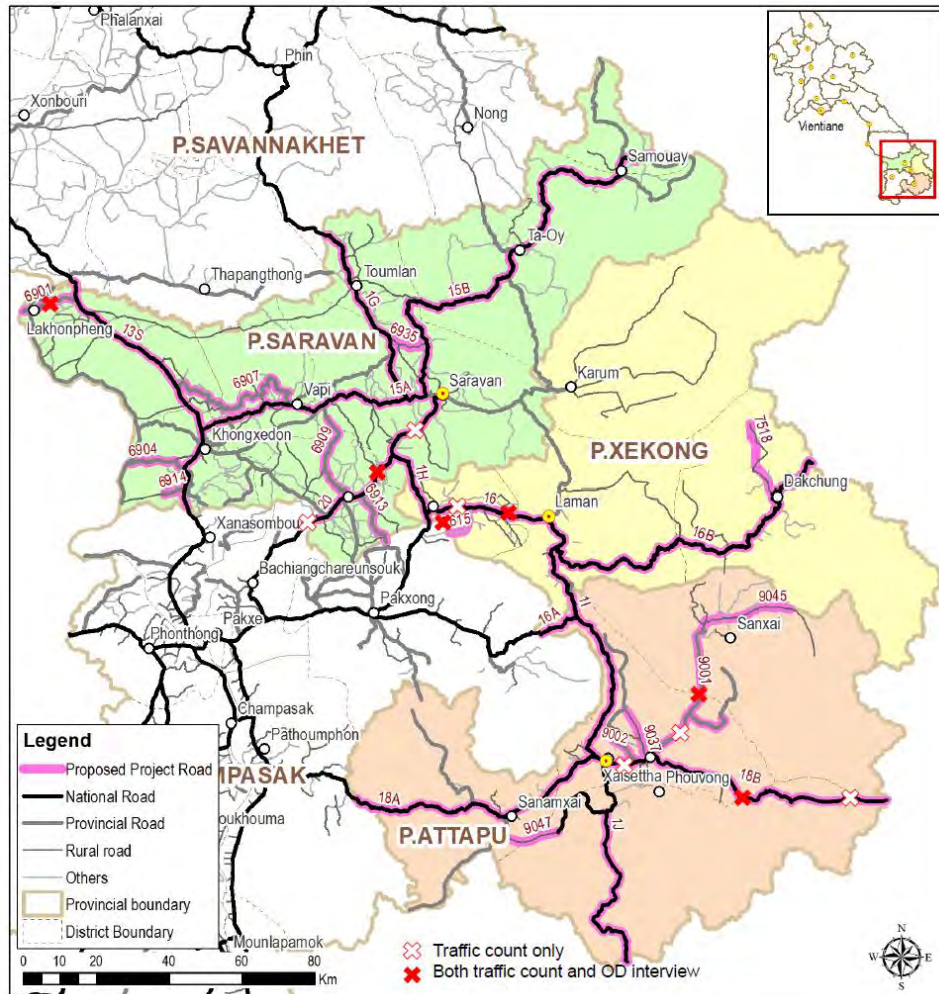 Phalanxai
Phin
Xonbouri
Nong
Vientiane
P.SAVANNAKHET
Samouay
Ta-Oy
Thapangthong
Toumlan
15B
6901
1G
Lakhonpheng
13S
6935
P.SARAVAN
6907
Karum
Vapi
15A
Saravan
Khongxedon
6909
P.XEKONG
7518
6904
6914
1H
Dakchung
20
6913
16
Laman
Xanasombou
515
16B
Bachiangchareunsouk
Pakxong
9045
Pakxe
16A
1I
Sanxai
Phonthong
9001
Champasak
9002
9037
Pathoumphon
Legend
Proposed Project Road
National Road
Provincial Road
Rural road
Others
Provincial boundary
District Boundary
MPASAK
Xaisettha
Phouvong
18B
18A
Sanamxai
oukhouma
9047
1J
P.ATTAPU
Mounlapamok
0 10 20 40 60 80
Km
Traffic count only
Both traffic count and OD interview
N
W
E
S